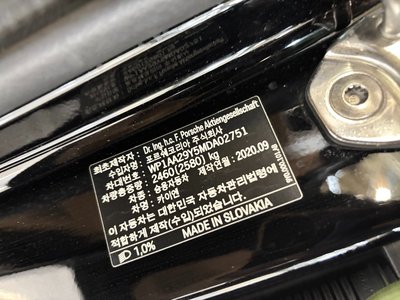 최초제작자: Dr. Ing. h.c. F. Porsche Aktiengesellschaft
수입자명: 포르쉐코리아 주식회사
차대번호: WP1AA29Y5MDA02751
차량총중량: 2460(2580) kg
차종: 승용자동차 제작연월: 2020.09
차명: 카이엔
이 자동차는 대한민국 자동차관리법령에
적합하게 제작(수입)되었습니다
1,0% MADE IN SLOVAKIA